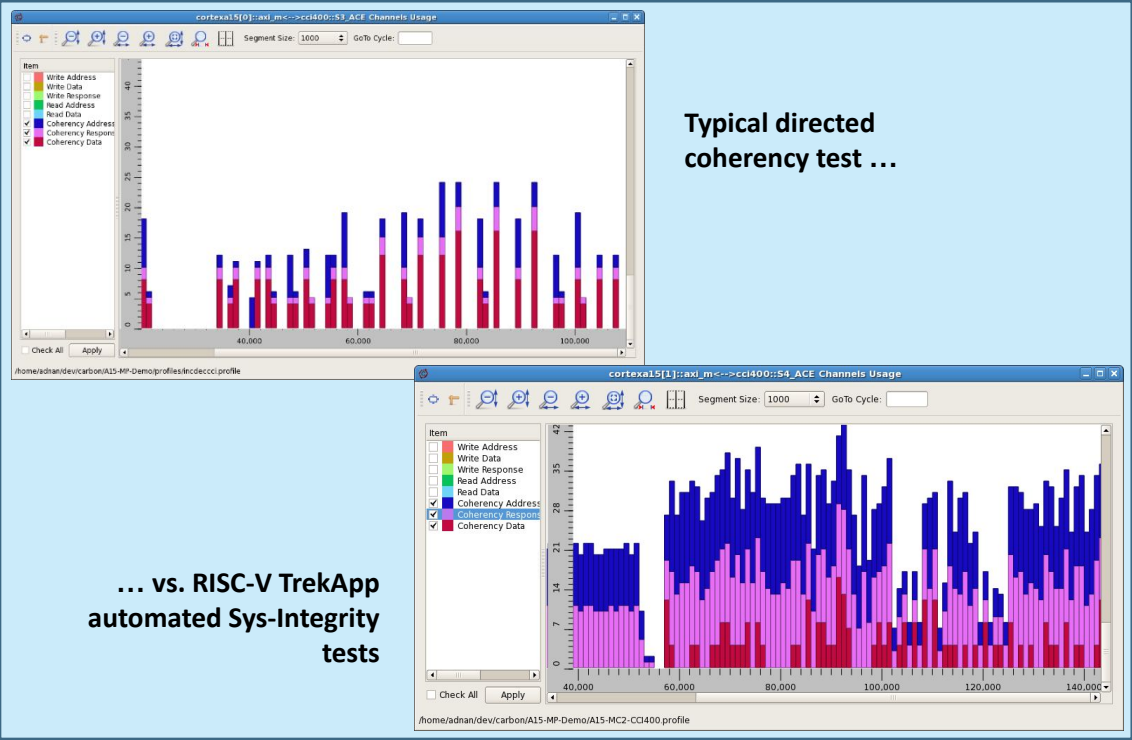 cortexa15[0]::axi_m<-->cci400::S3_ACE Channels Usage
Segment Size: 1000 GoTo Cycle:
Item
Write Address
Write Data
Write Response
Read Address
Read Data
Coherency Address
Coherency Respons
Coherency Data
40
35
30
25
20
15
10
5
0
40,000 60,000 80,000 100,000
Check All Apply
/home/adnan/dev/carbon/A15-MP-Demo/profiles/incdeccci.profile
Typical directed
coherency test …
cortexa15[1]::axi_m<-->cci400::S4_ACE Channels Usage
Segment Size: 1000 GoTo Cycle:
Item
Write Address
Write Data
Write Response
Read Address
Read Data
Coherency Address
Coherency Respons
Coherency Data
42
35
28
21
14
7
0
40,000 60,000 80,000 100,000 120,000 140,000
Check All Apply
/home/adnan/dev/carbon/A15-MP-Demo/A15-MC2-CCI400.profile
… vs. RISC-V TrekApp
automated Sys-Integrity
tests